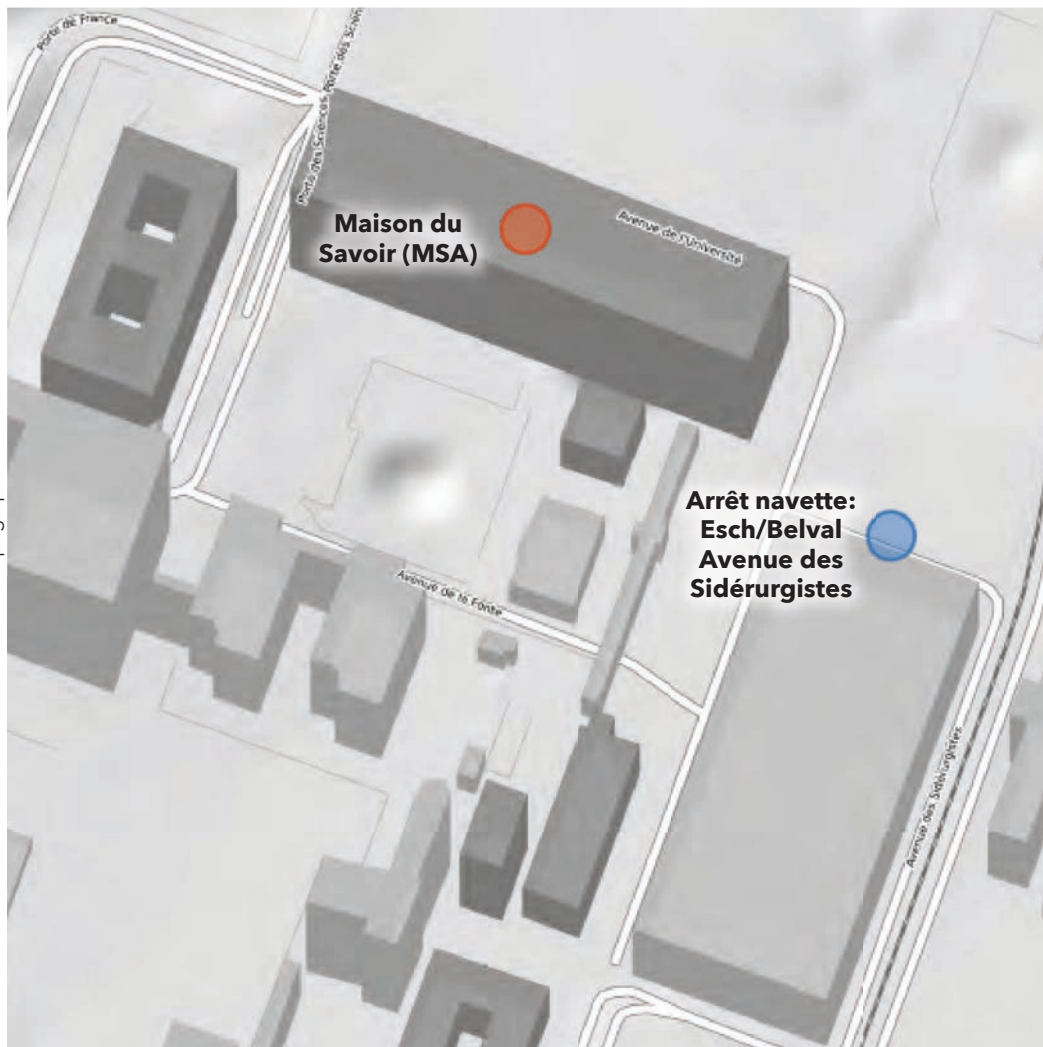 Porte de France
Porte des Sciences
Porte des Scien
Maison du
Savoir (MSA)
Avenue de l'Université
Arrêt navette:
Esch/Belval
Avenue des
Sidérurgistes
Avenue de la Fonte
Avenue des Sidérurgistes